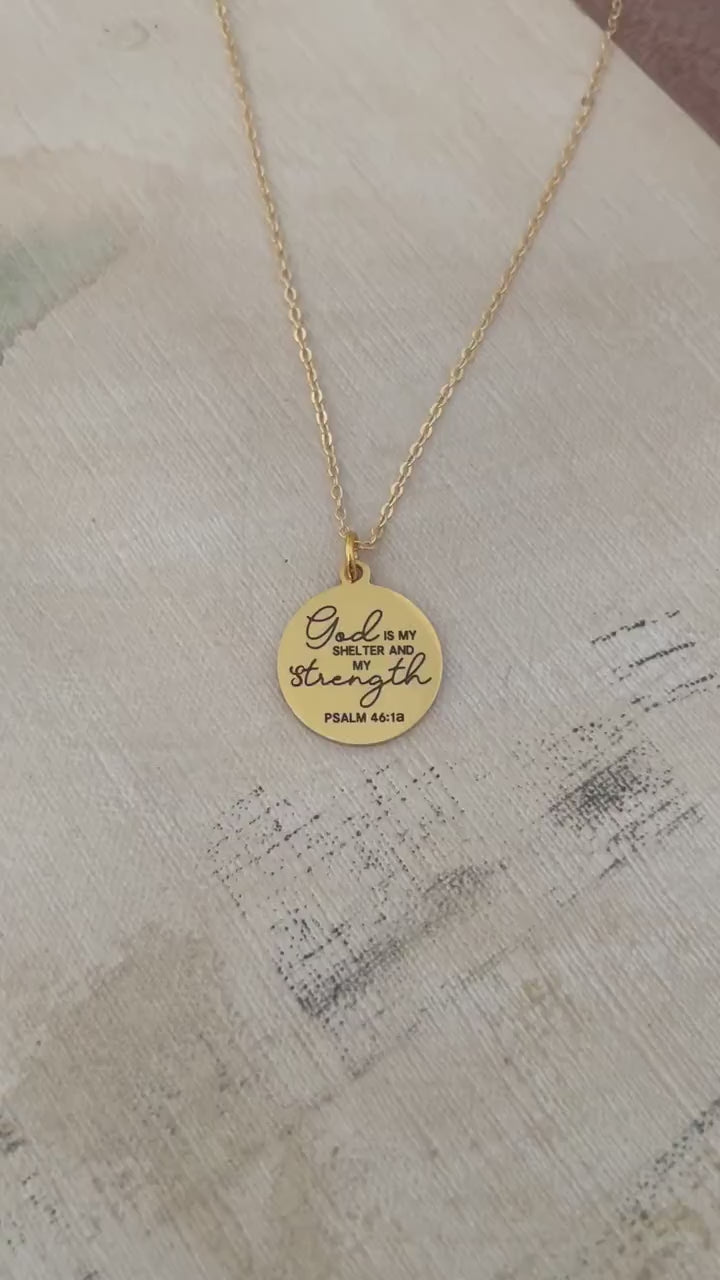 God IS MY
SHELTER AND
MY
Strength
PSALM 46:1a